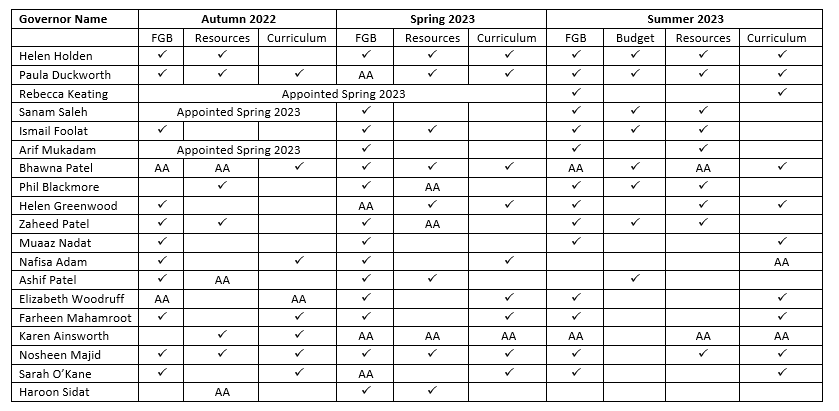 Governor Name Autumn 2022 Spring 2023 Summer 2023
FGB Resources Curriculum FGB Resources Curriculum FGB Budget Resources Curriculum
Helen Holden ✓ ✓ ✓ ✓ ✓ ✓ ✓ ✓ ✓
Paula Duckworth ✓ ✓ ✓ AA ✓ ✓ ✓ ✓ ✓ ✓
Rebecca Keating Appointed Spring 2023 ✓ ✓
Sanam Saleh Appointed Spring 2023 ✓ ✓ ✓ ✓
Ismail Foolat ✓ ✓ ✓ ✓ ✓ ✓
Arif Mukadam Appointed Spring 2023 ✓ ✓ ✓
Bhawna Patel AA AA ✓ ✓ ✓ ✓ AA ✓ AA ✓
Phil Blackmore ✓ ✓ AA ✓ ✓ ✓
Helen Greenwood ✓ AA ✓ ✓ ✓ ✓ ✓
Zaheed Patel ✓ ✓ ✓ AA ✓ ✓ ✓
Muaaz Nadat ✓ ✓ ✓ ✓
Nafisa Adam ✓ ✓ ✓ ✓ AA
Ashif Patel ✓ AA ✓ ✓ ✓
Elizabeth Woodruff AA AA ✓ ✓ ✓ ✓
Farheen Mahamroot ✓ ✓ ✓ ✓ ✓ ✓
Karen Ainsworth ✓ ✓ AA AA AA AA AA AA
Nosheen Majid ✓ ✓ ✓ ✓ ✓ ✓ ✓ ✓ ✓
Sarah O’Kane ✓ ✓ AA ✓ ✓ ✓
Haroon Sidat AA ✓ ✓